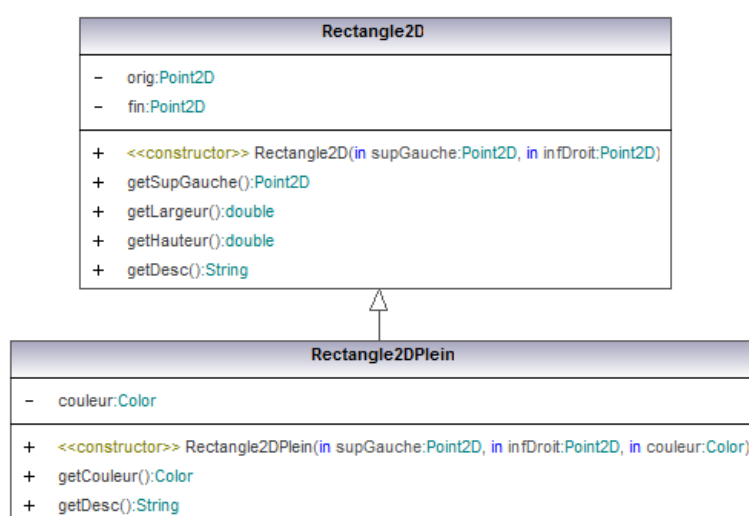 Rectangle2D
- orig:Point2D
- fin:Point2D
+ <<constructor>> Rectangle2D(in supGauche:Point2D, in infDroit:Point2D)
+ getSupGauche():Point2D
+ getLargeur():double
+ getHauteur():double
+ getDesc():String
Rectangle2DPlein
- couleur:Color
+ <<constructor>> Rectangle2DPlein(in supGauche:Point2D, in infDroit:Point2D, in couleur:Color)
+ getCouleur():Color
+ getDesc():String